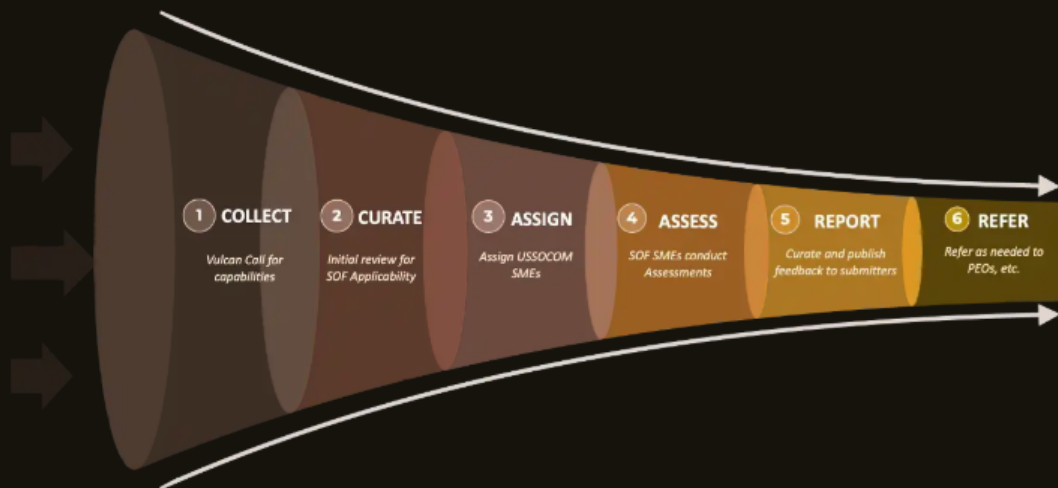 1 COLLECT
Vulcan Call for
capabilities
2 CURATE
Initial review for
SOF Applicability
3 ASSIGN
Assign USSOCOM
SMEs
4 ASSESS
SOF SMEs conduct
Assessments
5 REPORT
Curate and publish
feedback to submitters
6 REFER
Refer as needed to
PEOs, etc.